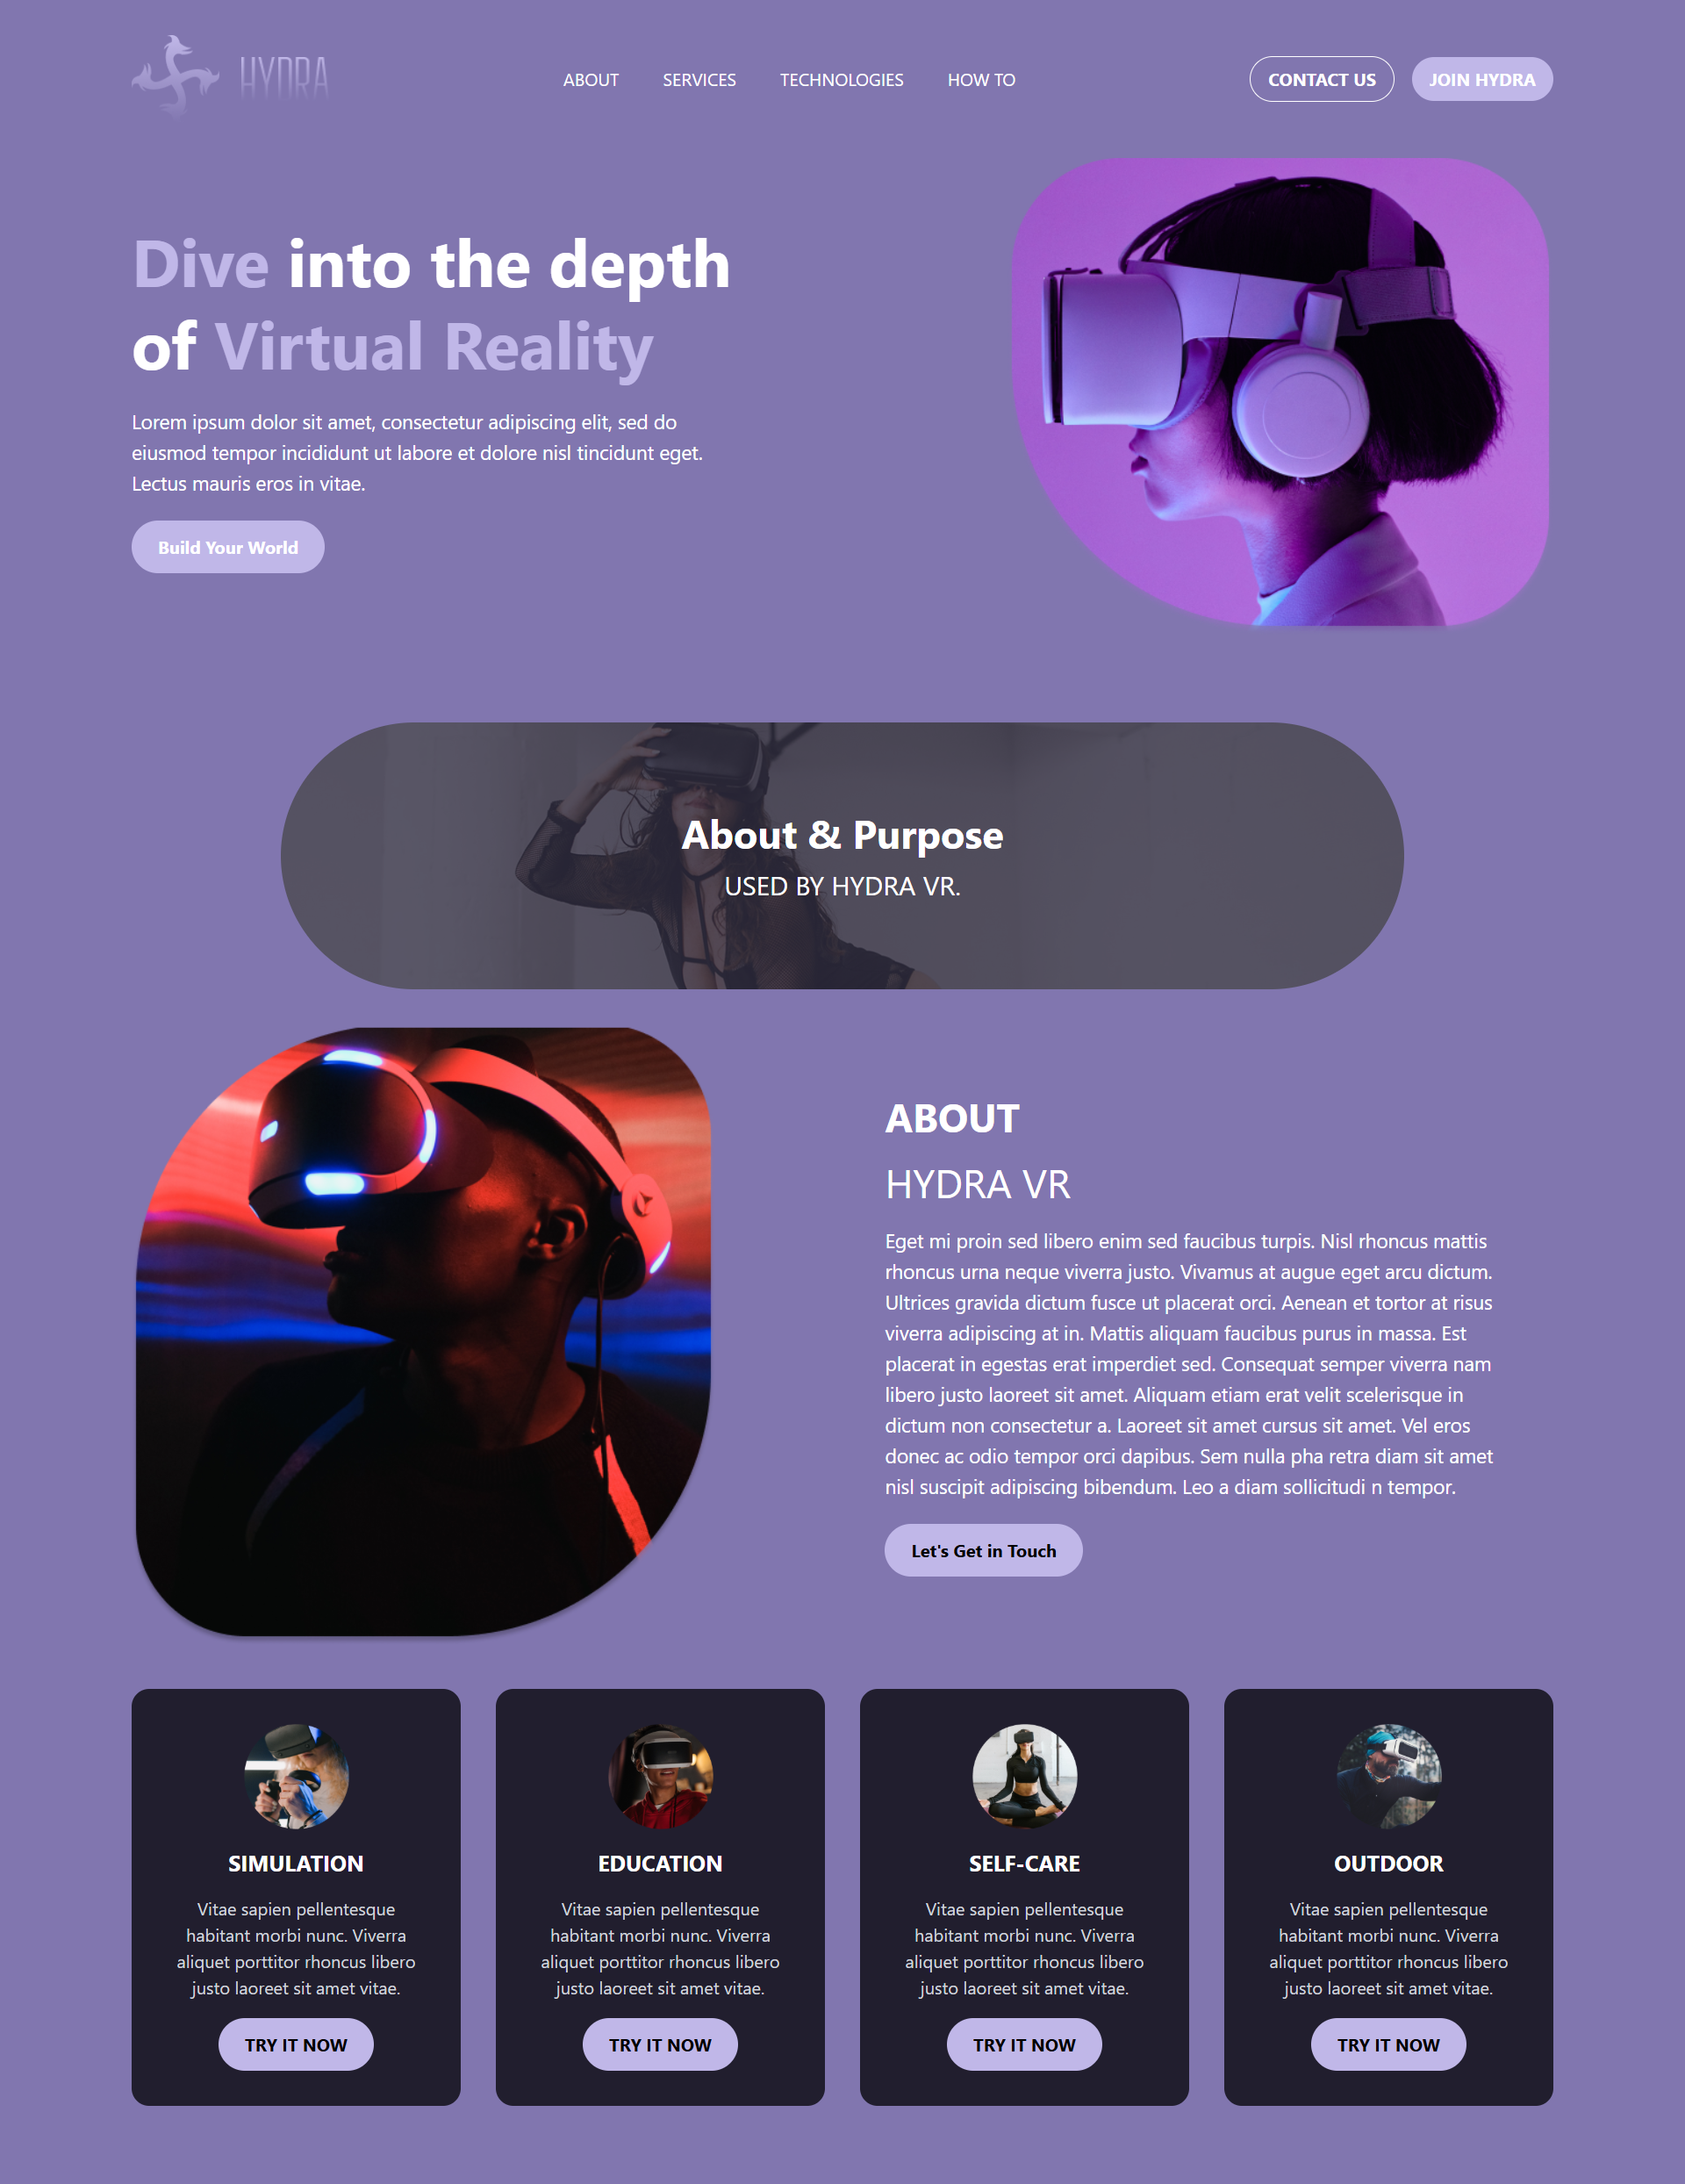 HYDRA
ABOUT
SERVICES
TECHNOLOGIES
HOW TO
CONTACT US
JOIN HYDRA
Dive into the depth
of Virtual Reality
Lorem ipsum dolor sit amet, consectetur adipiscing elit, sed do
eiusmod tempor incididunt ut labore et dolore nisl tincidunt eget.
Lectus mauris eros in vitae.
Build Your World
About & Purpose
USED BY HYDRA VR.
ABOUT
HYDRA VR
Eget mi proin sed libero enim sed faucibus turpis. Nisl rhoncus mattis
rhoncus urna neque viverra justo. Vivamus at augue eget arcu dictum.
Ultrices gravida dictum fusce ut placerat orci. Aenean et tortor at risus
viverra adipiscing at in. Mattis aliquam faucibus purus in massa. Est
placerat in egestas erat imperdiet sed. Consequat semper viverra nam
libero justo laoreet sit amet. Aliquam etiam erat velit scelerisque in
dictum non consectetur a. Laoreet sit amet cursus sit amet. Vel eros
donec ac odio tempor orci dapibus. Sem nulla pha retra diam sit amet
nisl suscipit adipiscing bibendum. Leo a diam sollicitudi n tempor.
Let's Get in Touch
SIMULATION
Vitae sapien pellentesque
habitant morbi nunc. Viverra
aliquet porttitor rhoncus libero
justo laoreet sit amet vitae.
TRY IT NOW
EDUCATION
Vitae sapien pellentesque
habitant morbi nunc. Viverra
aliquet porttitor rhoncus libero
justo laoreet sit amet vitae.
TRY IT NOW
SELF-CARE
Vitae sapien pellentesque
habitant morbi nunc. Viverra
aliquet porttitor rhoncus libero
justo laoreet sit amet vitae.
TRY IT NOW
OUTDOOR
Vitae sapien pellentesque
habitant morbi nunc. Viverra
aliquet porttitor rhoncus libero
justo laoreet sit amet vitae.
TRY IT NOW